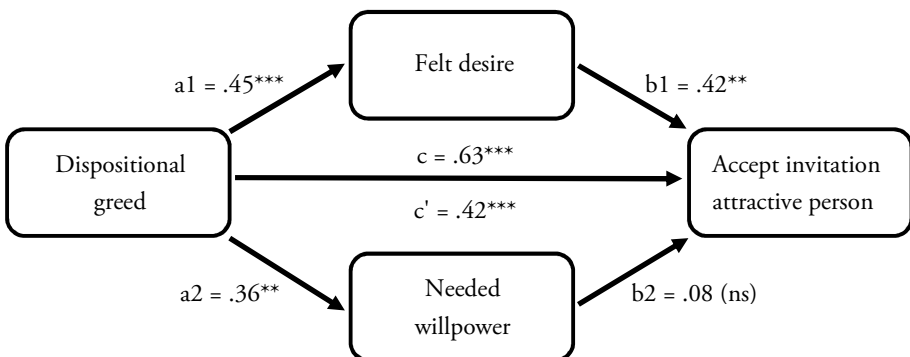 Felt desire
a1 = .45***
b1 = .42**
Dispositional
greed
c = .63***
c' = .42***
Accept invitation
attractive person
a2 = .36**
Needed
willpower
b2 = .08 (ns)